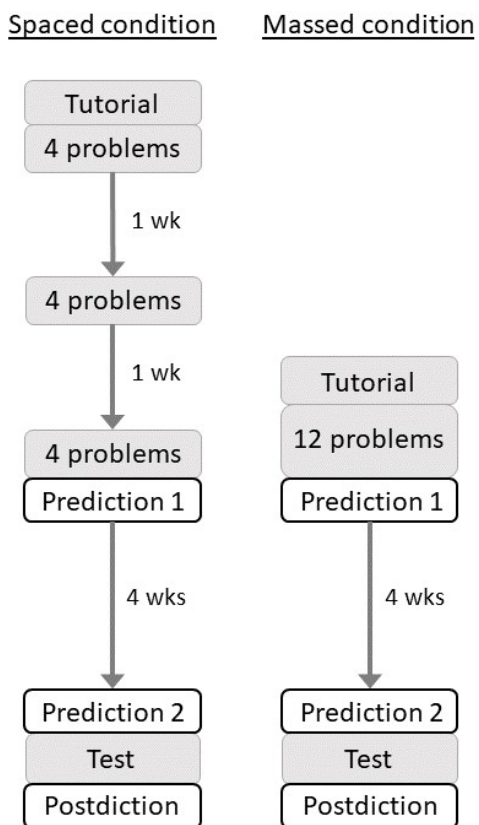 Spaced condition
Massed condition
Tutorial
4 problems
1 wk
4 problems
1 wk
4 problems
Prediction 1
4 wks
Prediction 2
Test
Postdiction
Tutorial
12 problems
Prediction 1
4 wks
Prediction 2
Test
Postdiction